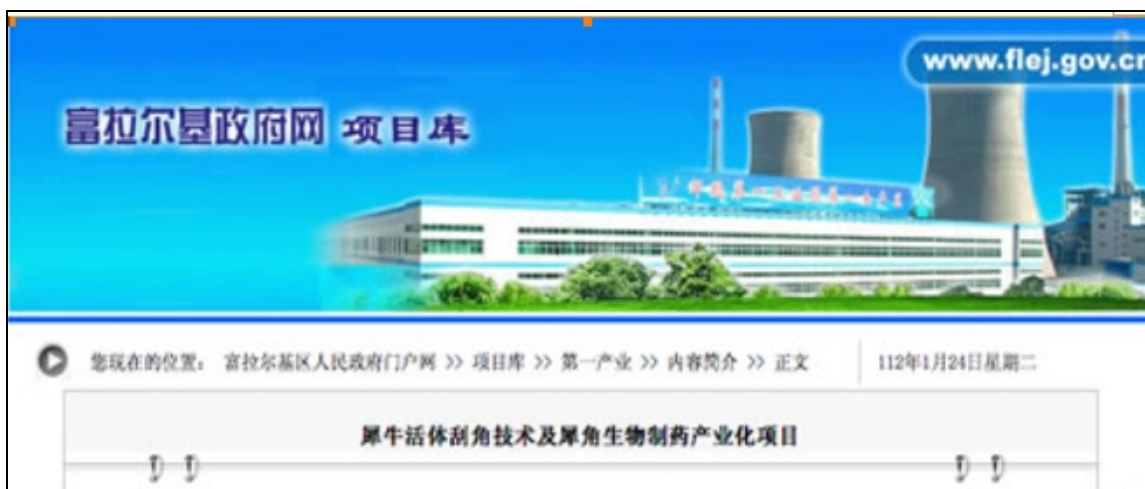 www.flej.gov.cn
富拉尔基政府网 项目库
您现在的位置： 富拉尔基区人民政府门户网 >> 项目库 >> 第一产业 >> 内容简介 >> 正文
112年1月24日星期二
犀牛活体刮角技术及犀角生物制药产业化项目